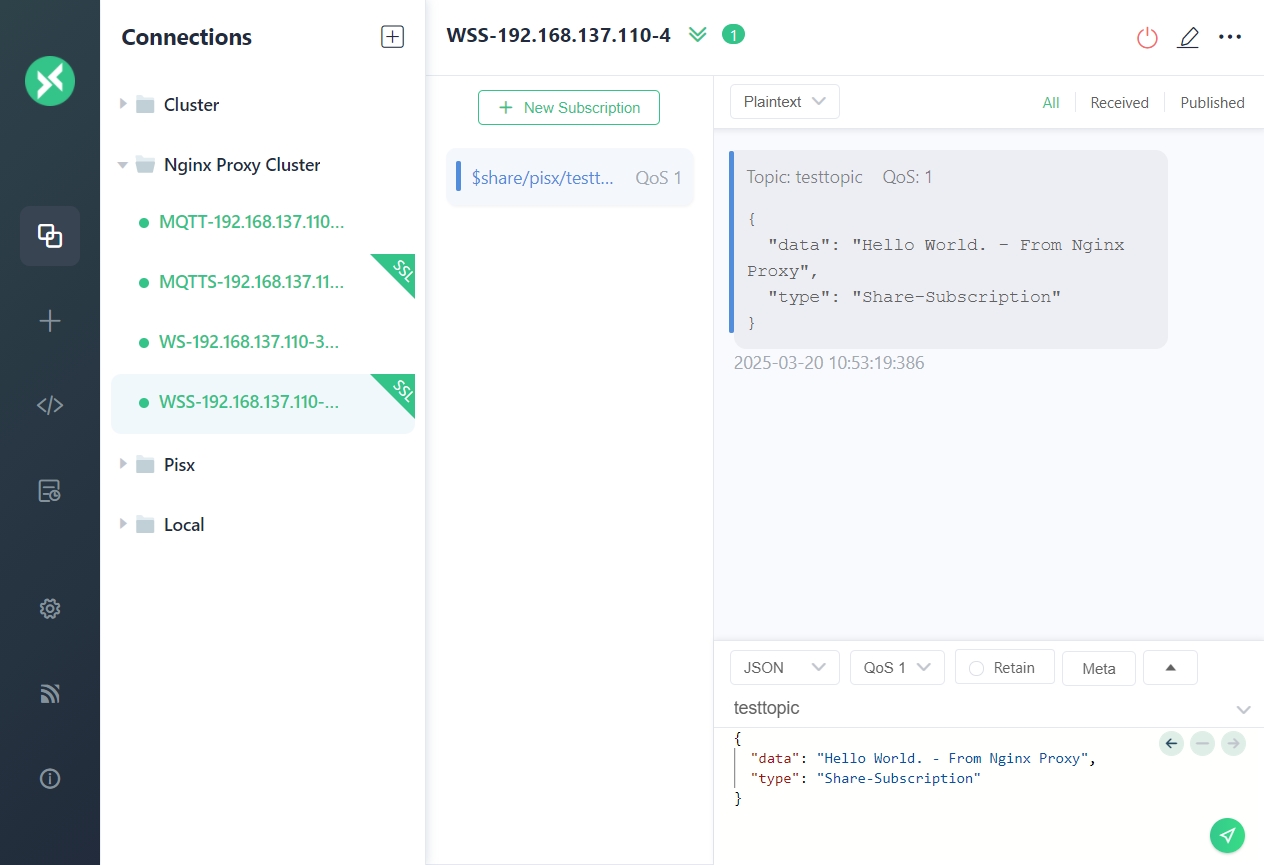 Connections
Cluster
Nginx Proxy Cluster
MQTT-192.168.137.110...
MQTTS-192.168.137.11...
SSL
WS-192.168.137.110-3...
WSS-192.168.137.110-...
SSL
Pisx
Local
WSS-192.168.137.110-4
1
New Subscription
$share/pisx/testt...
QoS 1
Plaintext
All
Received
Published
Topic: testtopic QoS: 1
{
"data": "Hello World. - From Nginx
Proxy",
"type": "Share-Subscription"
}
2025-03-20 10:53:19:386
JSON
QoS 1
Retain
Meta
testtopic
{
"data": "Hello World. - From Nginx Proxy",
"type": "Share-Subscription"
}